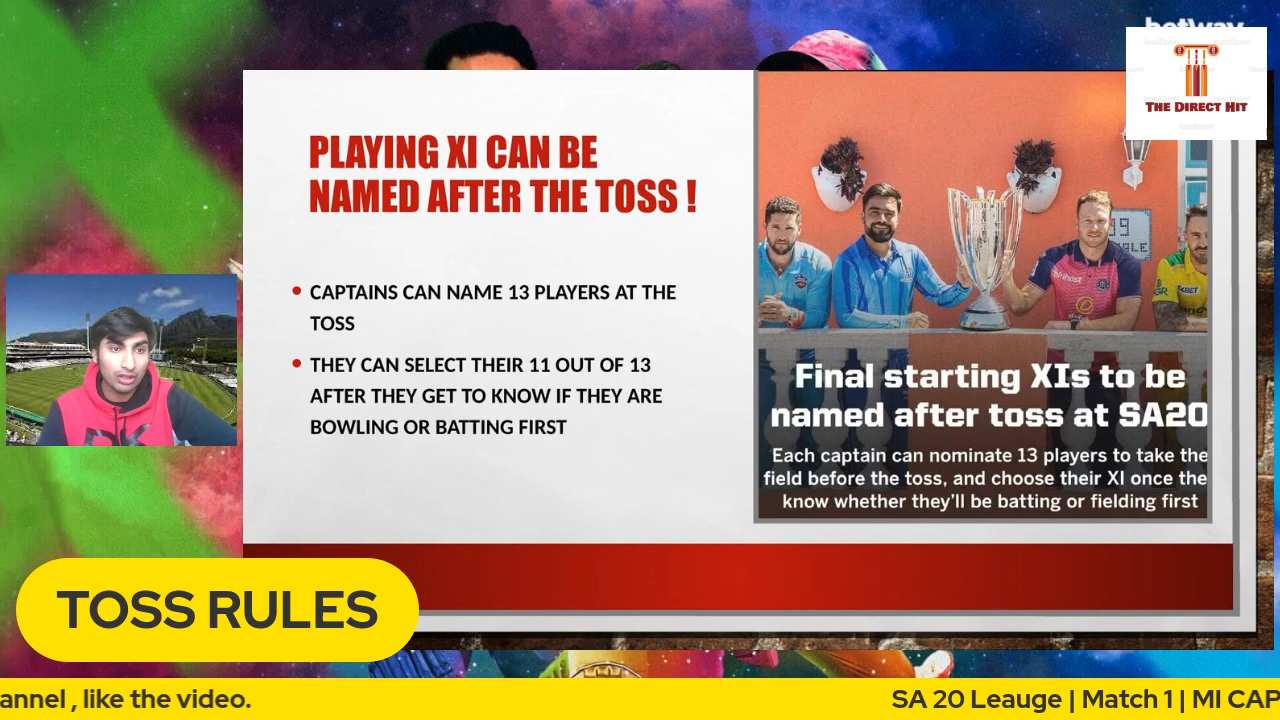 betway
THE DIRECT HIT
PLAYING XI CAN BE
NAMED AFTER THE TOSS !
• CAPTAINS CAN NAME 13 PLAYERS AT THE
TOSS
• THEY CAN SELECT THEIR 11 OUT OF 13
AFTER THEY GET TO KNOW IF THEY ARE
BOWLING OR BATTING FIRST
Final starting XIs to be
named after toss at SA20
Each captain can nominate 13 players to take the
field before the toss, and choose their XI once the
know whether they'll be batting or fielding first
TOSS RULES
annel , like the video.
SA 20 Leauge | Match 1 | MI CAP